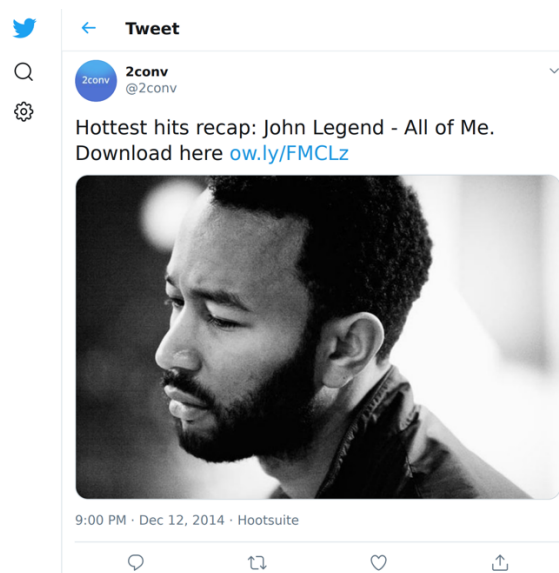 Tweet
2conv
2conv
@2conv
Hottest hits recap: John Legend - All of Me.
Download here ow.ly/FMCLz
9:00 PM · Dec 12, 2014 · Hootsuite